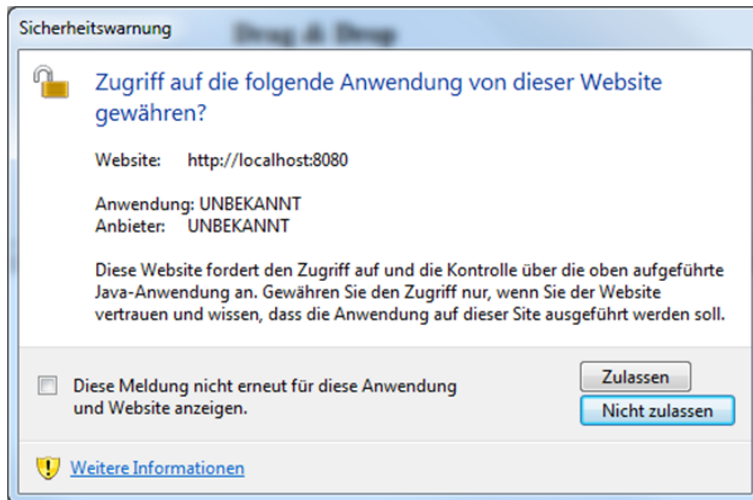 Sicherheitswarnung
Drag & Drop
Zugriff auf die folgende Anwendung von dieser Website
gewähren?
Website: http://localhost:8080
Anwendung: UNBEKANNT
Anbieter: UNBEKANNT
Diese Website fordert den Zugriff auf und die Kontrolle über die oben aufgeführte
Java-Anwendung an. Gewähren Sie den Zugriff nur, wenn Sie der Website
vertrauen und wissen, dass die Anwendung auf dieser Site ausgeführt werden soll.
Diese Meldung nicht erneut für diese Anwendung
und Website anzeigen.
Zulassen
Nicht zulassen
Weitere Informationen